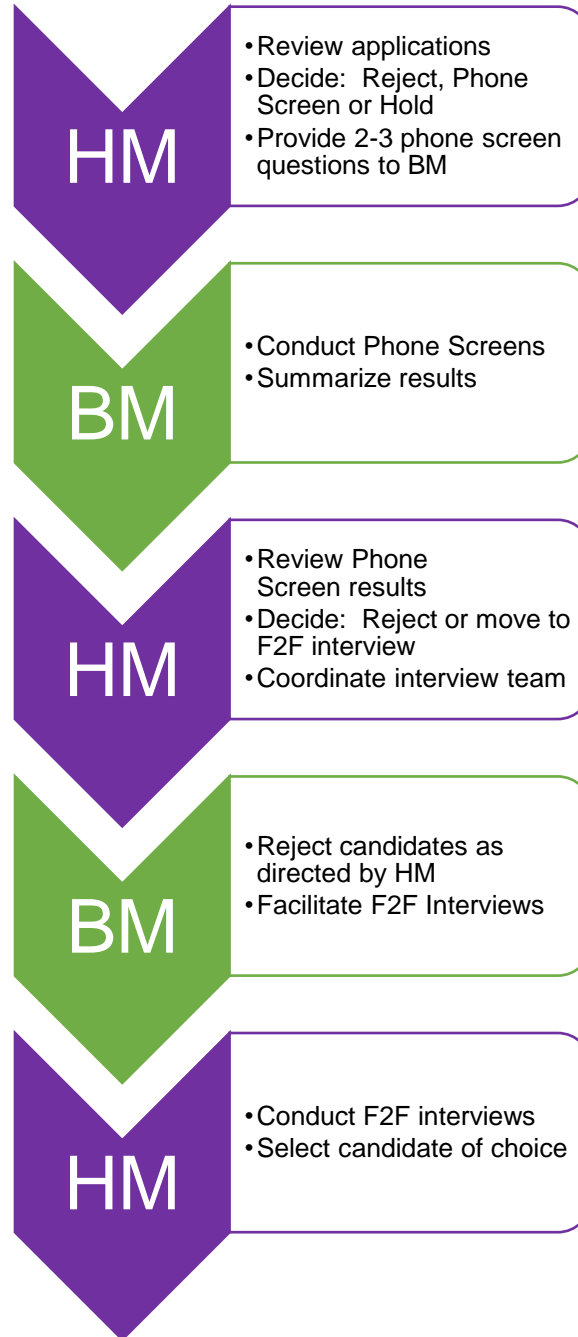 HM
•Review applications
•Decide:  Reject, Phone
Screen or Hold
•Provide 2-3 phone screen
questions to BM
BM
•Conduct Phone Screens
•Summarize results
HM
•Review Phone
Screen results
•Decide:  Reject or move to
F2F interview
•Coordinate interview team
BM
•Reject candidates as
directed by HM
•Facilitate F2F Interviews
HM
•Conduct F2F interviews
•Select candidate of choice